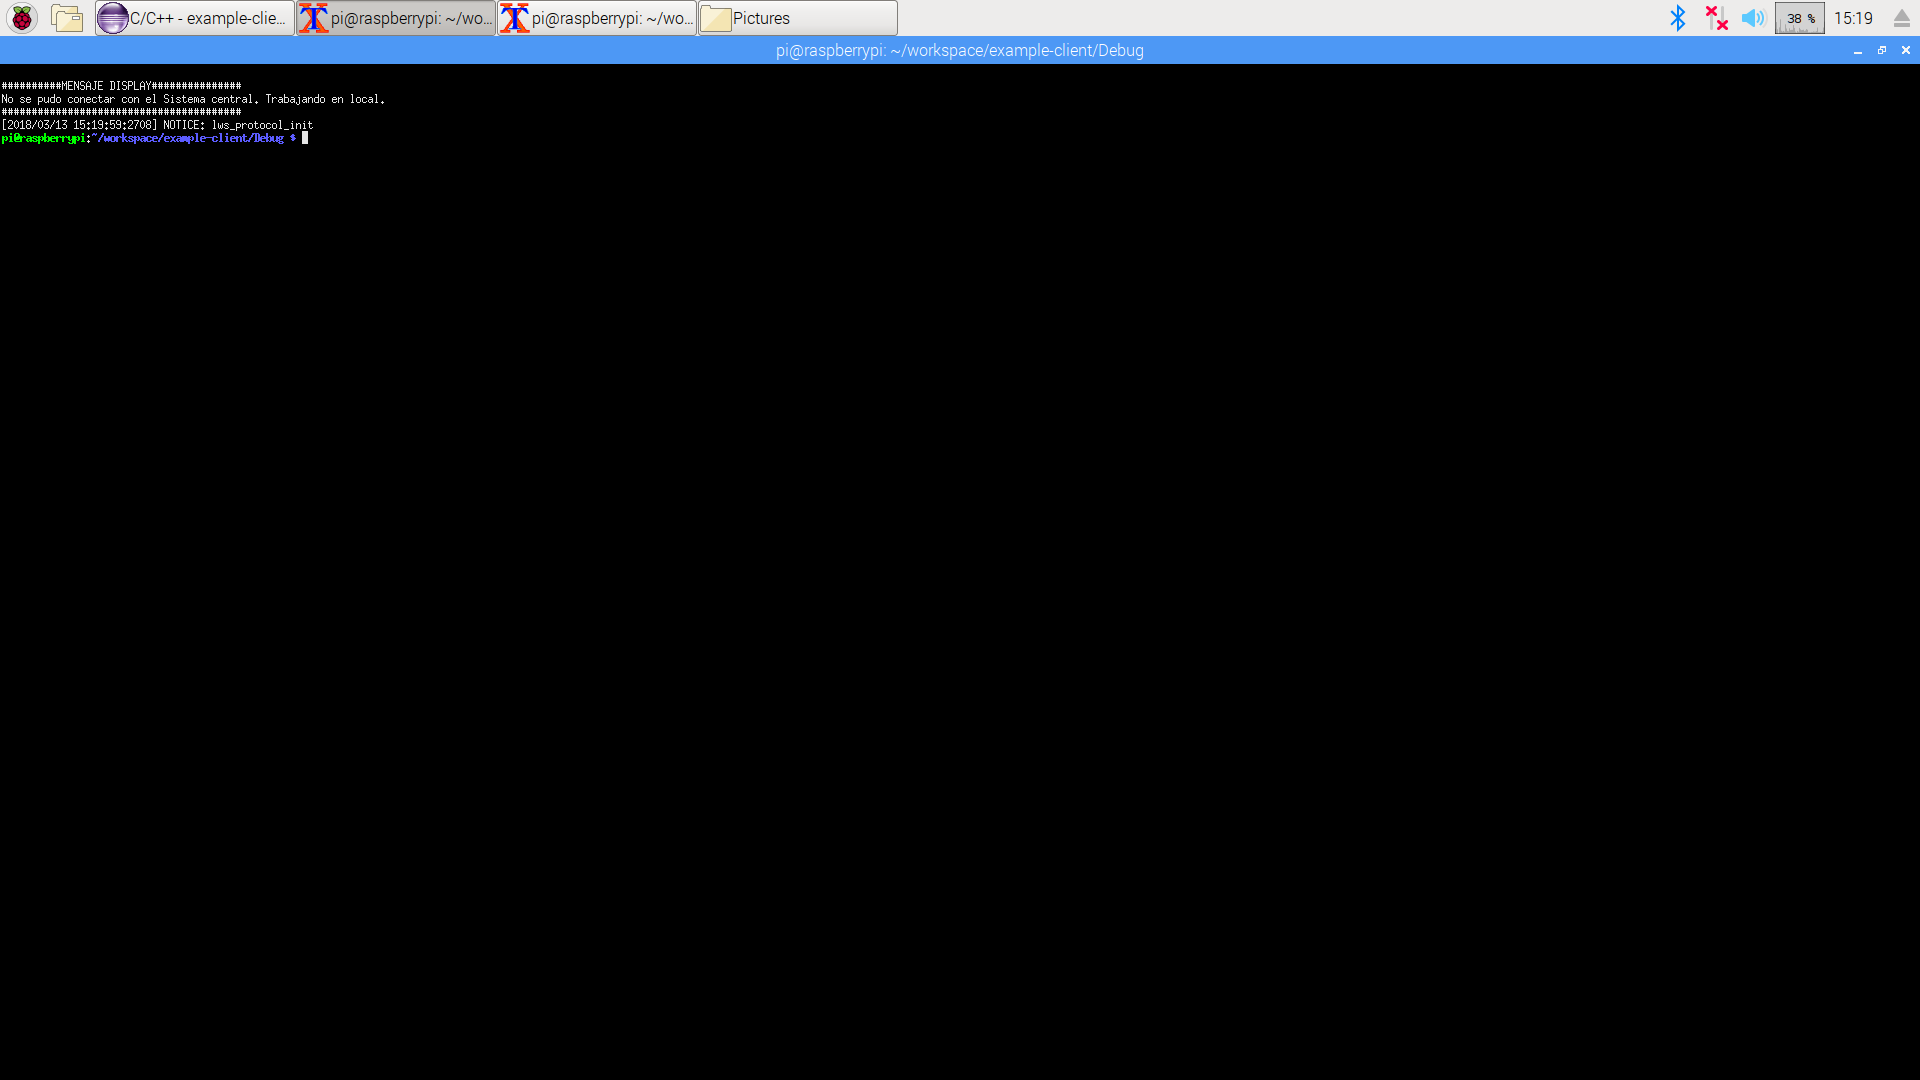 C/C++ - example-clie...
pi@raspberrypi: ~/wo...
pi@raspberrypi: ~/wo...
Pictures
38 %
15:19
pi@raspberrypi: ~/workspace/example-client/Debug
##########MENSAJE DISPLAY###############
No se pudo conectar con el Sistema central. Trabajando en local.
########################################
[2018/03/13 15:19:59:2708] NOTICE: lws_protocol_init
pi@raspberrypi:~/workspace/example-client/Debug $